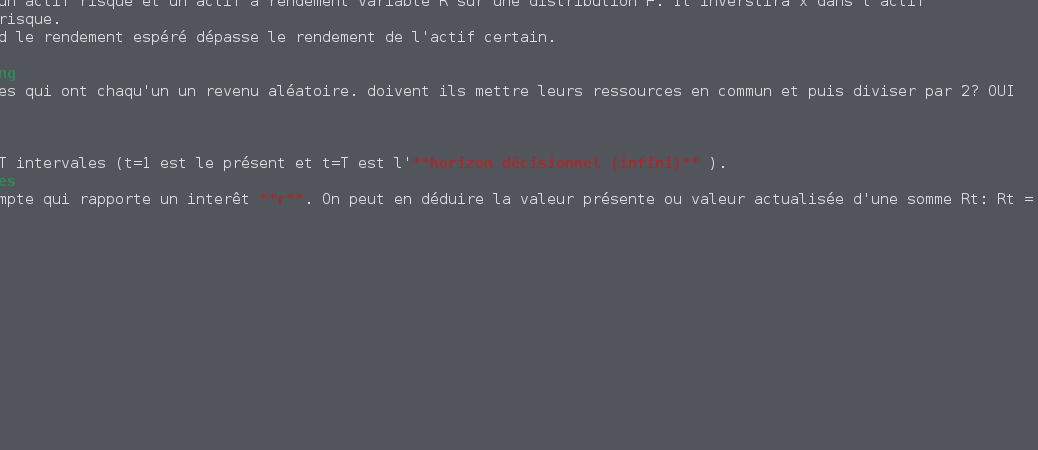 un actif risqué et un actif à rendement variable R sur une distribution F. Il inverstira x dans l'actif
risque.
d le rendement espéré dépasse le rendement de l'actif certain.
ng
es qui ont chaqu'un un revenu aléatoire. doivent ils mettre leurs ressources en commun et puis diviser par 2? OUI
T intervales (t=1 est le présent et t=T est l'**horizon décisionnel (infini)** ).
es
mpte qui rapporte un interêt **r**. On peut en déduire la valeur présente ou valeur actualisée d'une somme Rt: Rt =